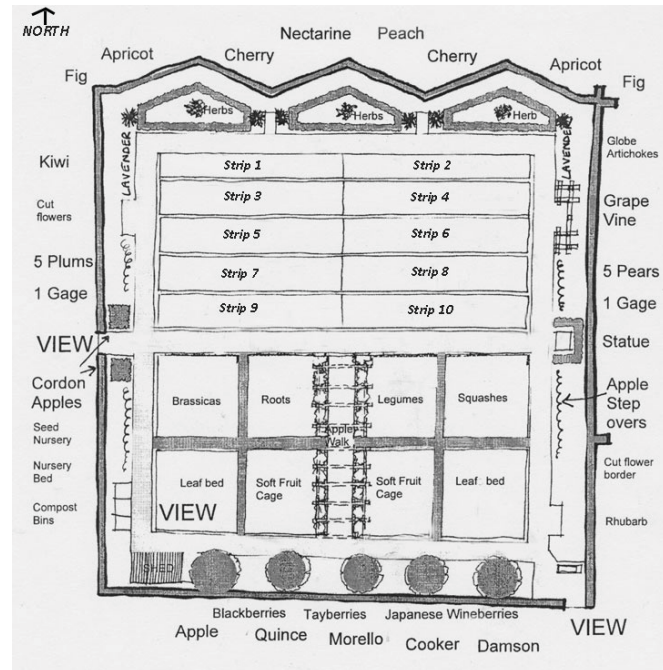 NORTH
Nectarine Peach
Apricot Cherry Cherry Apricot
Fig Fig
Herbs Herbs Herb
LAVENDER LAVENDER
Globe
Artichokes
Kiwi
Strip 1 Strip 2
Cut
flowers
Strip 3 Strip 4
Grape
Vine
Strip 5 Strip 6
5 Plums 5 Pears
Strip 7 Strip 8
1 Gage 1 Gage
Strip 9 Strip 10
VIEW Statue
Cordon
Apples
Apple
Step
overs
Brassicas Roots Legumes Squashes
Seed
Nursery
Apple
Walk
Nursery
Bed
Cut flower
border
Leaf bed Soft Fruit
Cage
Soft Fruit
Cage
Leaf bed
Compost
Bins
VIEW Rhubarb
SHED
Blackberries Tayberries Japanese Wineberries
Apple Quince Morello Cooker Damson
VIEW